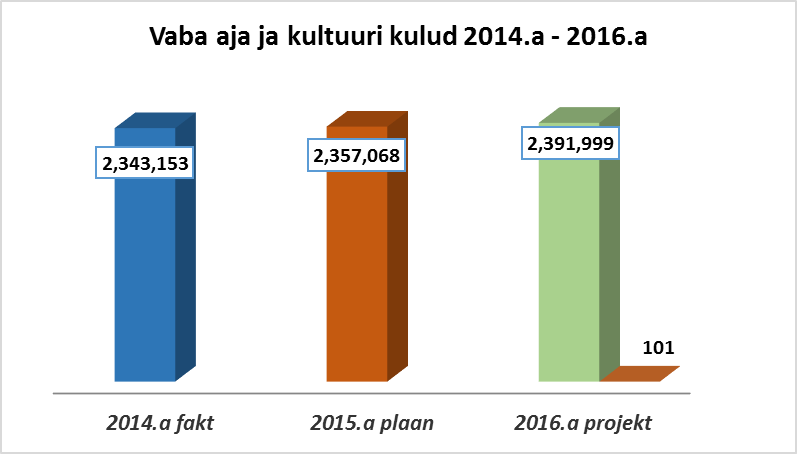 Vaba aja ja kultuuri kulud 2014.a - 2016.a
2,343,153
2,357,068
2,391,999
101
2014.a fakt
2015.a plaan
2016.a projekt